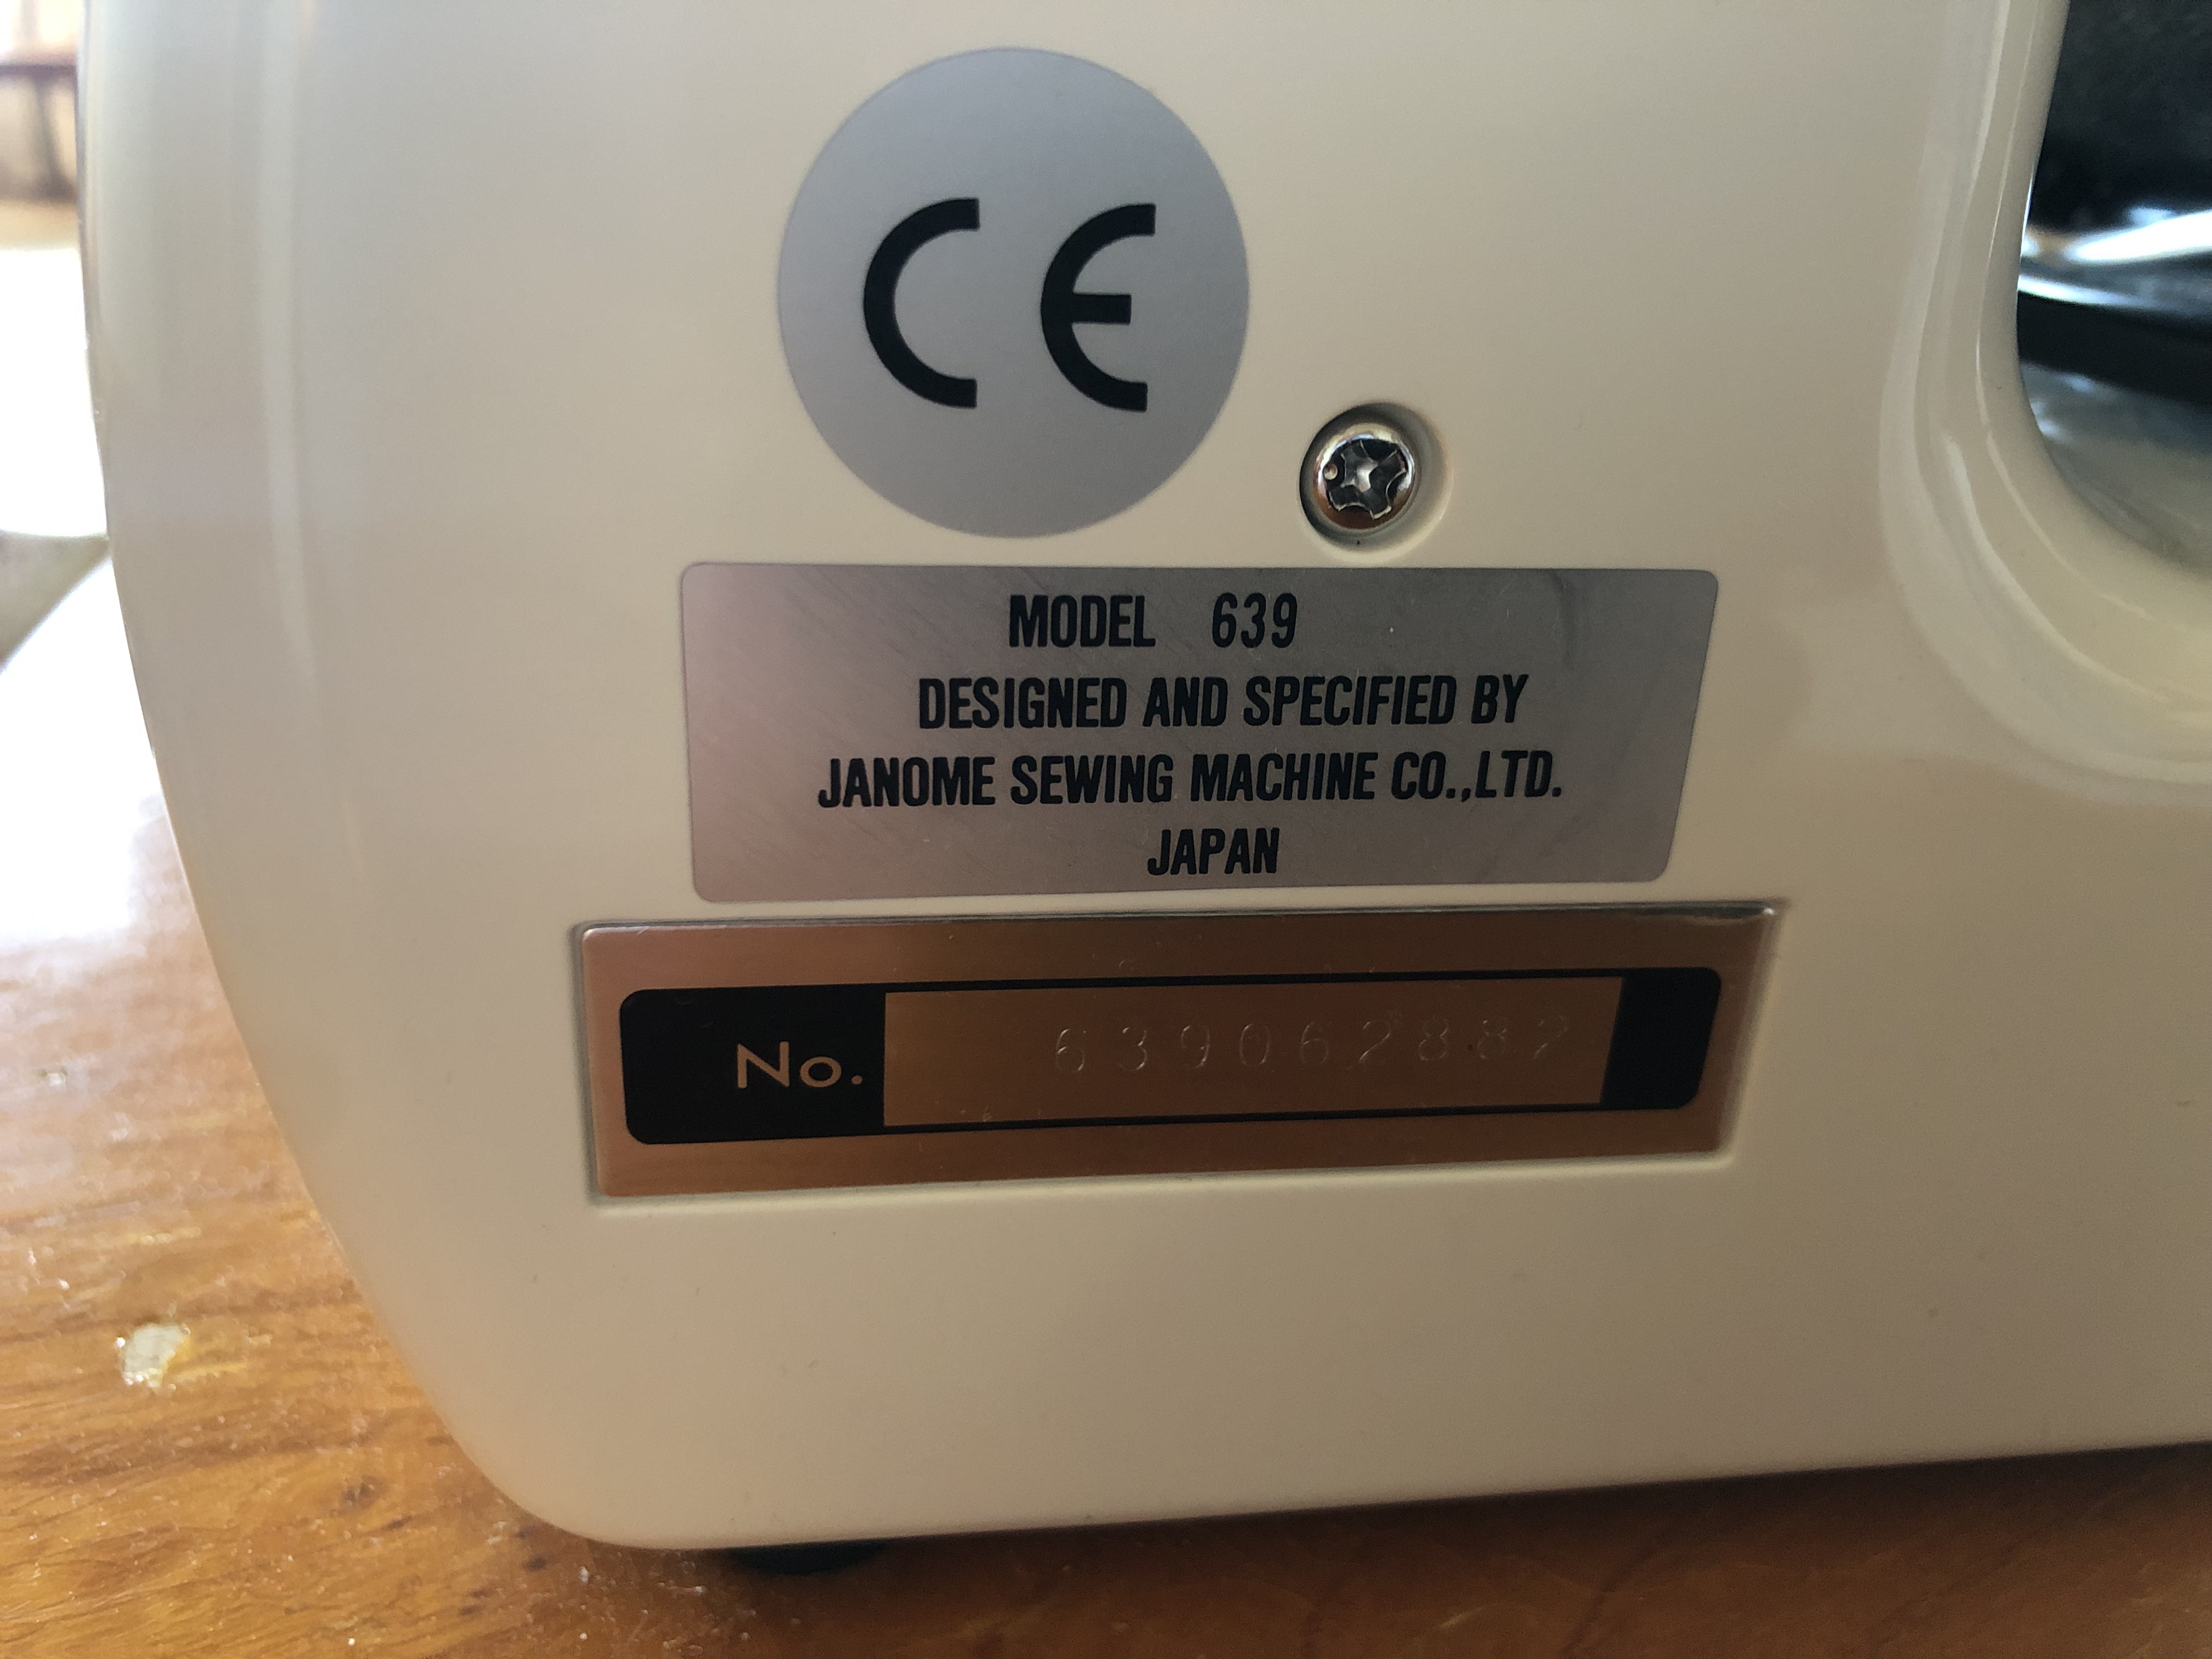 CE
MODEL 639
DESIGNED AND SPECIFIED BY
JANOME SEWING MACHINE CO.,LTD.
JAPAN
No. 639062882